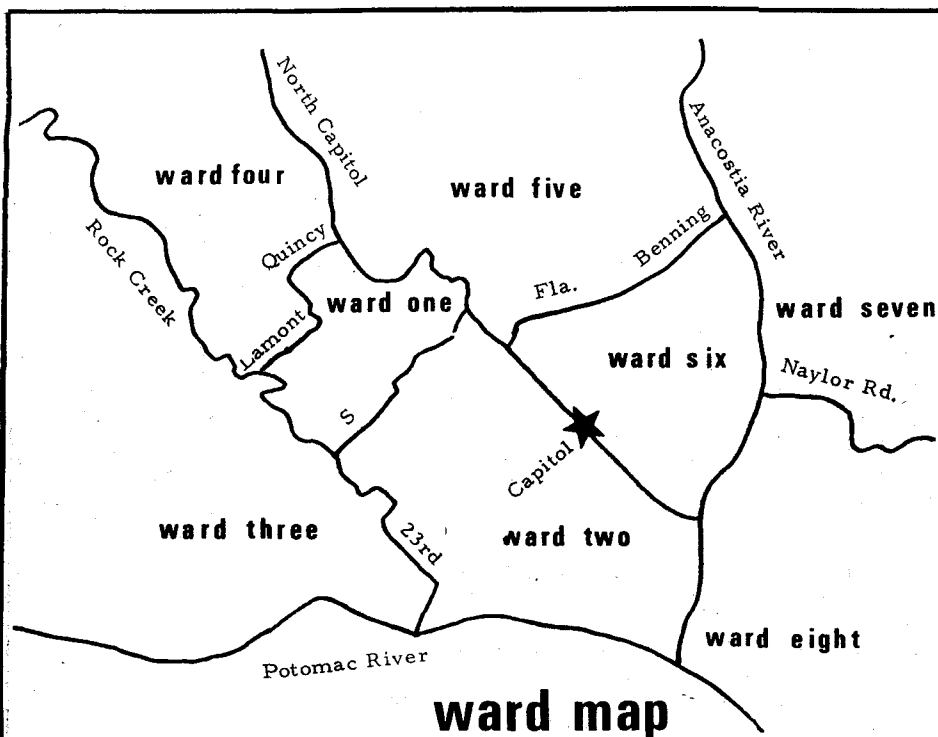 North Capitol
Anacostia River
ward four
ward five
Rock Creek
Quincy
Benning
Fla.
ward one
ward seven
Lamont
ward six
Naylor Rd.
S
Capitol
ward three
23rd
ward two
ward eight
Potomac River
ward map